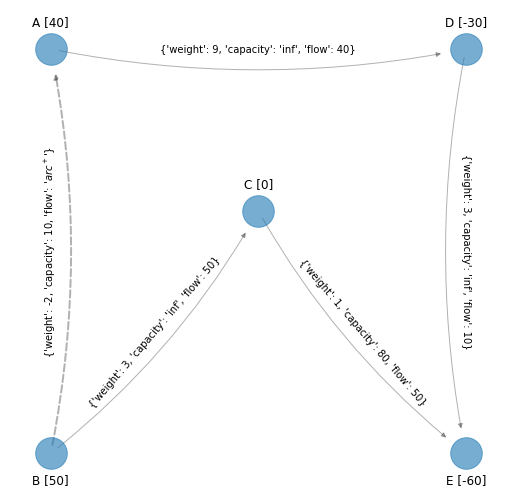 A [40]
D [-30]
{'weight': 9, 'capacity': 'inf', 'flow': 40}
{'weight': -2, 'capacity': 10, 'flow': 'arc⁺'}
{'weight': 3, 'capacity': 'inf', 'flow': 10}
C [0]
{'weight': 3, 'capacity': 'inf', 'flow': 50}
{'weight': 1, 'capacity': 80, 'flow': 50}
B [50]
E [-60]